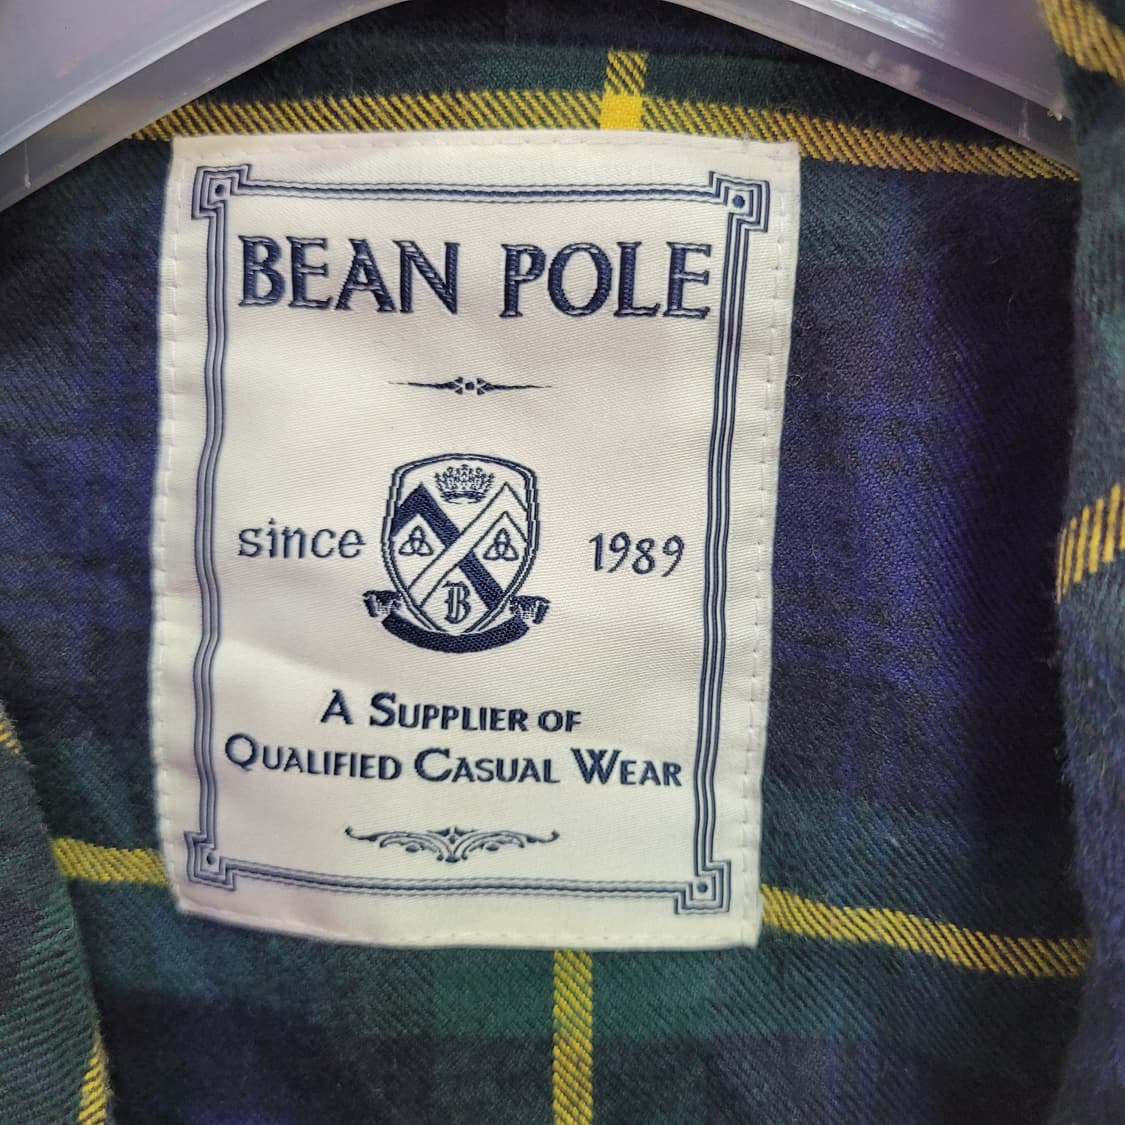 BEAN POLE
since 1989
B
A SUPPLIER OF
QUALIFIED CASUAL WEAR